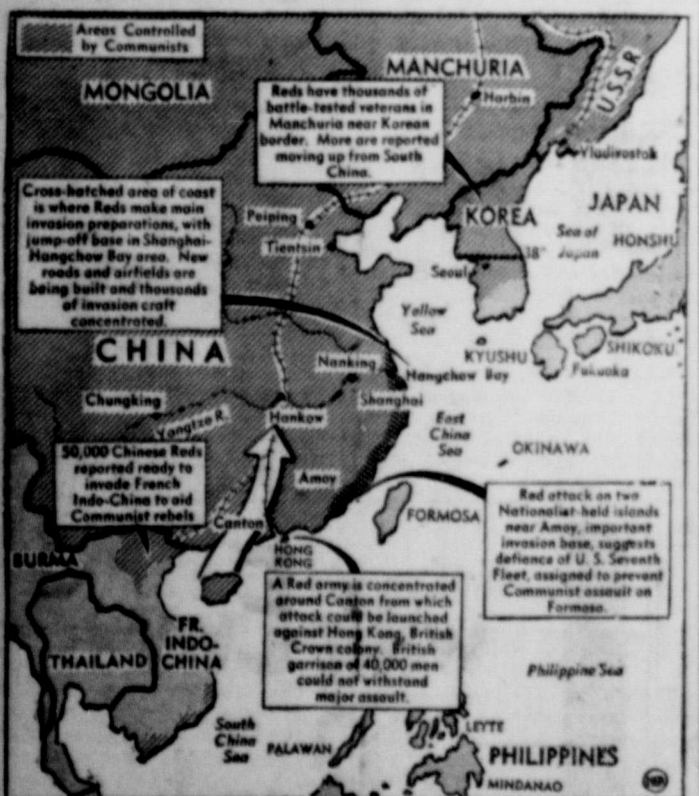 Areas Controlled
by Communists
MONGOLIA
MANCHURIA
Harbin
U.S.S.R.
Vladivostok
Reds have thousands of
battle-tested veterans in
Manchuria near Korean
border. More are reported
moving up from South
China.
Cross-hatched area of coast
is where Reds make main
invasion preparations, with
jump-off base in Shanghai-
Hangchow Bay area. New
roads and airfields are
being built and thousands
of invasion craft
concentrated.
Peiping
Tientsin
KOREA
JAPAN
Sea of
Japan
HONSHU
38°
Seoul
Yellow
Sea
CHINA
Nanking
KYUSHU
SHIKOKU
Fukuoka
Hangchow Bay
Chungking
Shanghai
Yangtze R.
Hankow
East
China
Sea
OKINAWA
50,000 Chinese Reds
reported ready to
invade French
Indo-China to aid
Communist rebels
Amoy
Canton
FORMOSA
Red attack on two
Nationalist-held islands
near Amoy, important
invasion base, suggests
defiance of U. S. Seventh
Fleet, assigned to prevent
Communist assault on
Formosa.
BURMA
HONG
KONG
A Red army is concentrated
around Canton from which
attack could be launched
against Hong Kong, British
Crown colony. British
garrison of 40,000 men
could not withstand
major assault.
FR.
INDO-
CHINA
THAILAND
Philippine Sea
South
China
Sea
PALAWAN
LEYTE
PHILIPPINES
MINDANAO